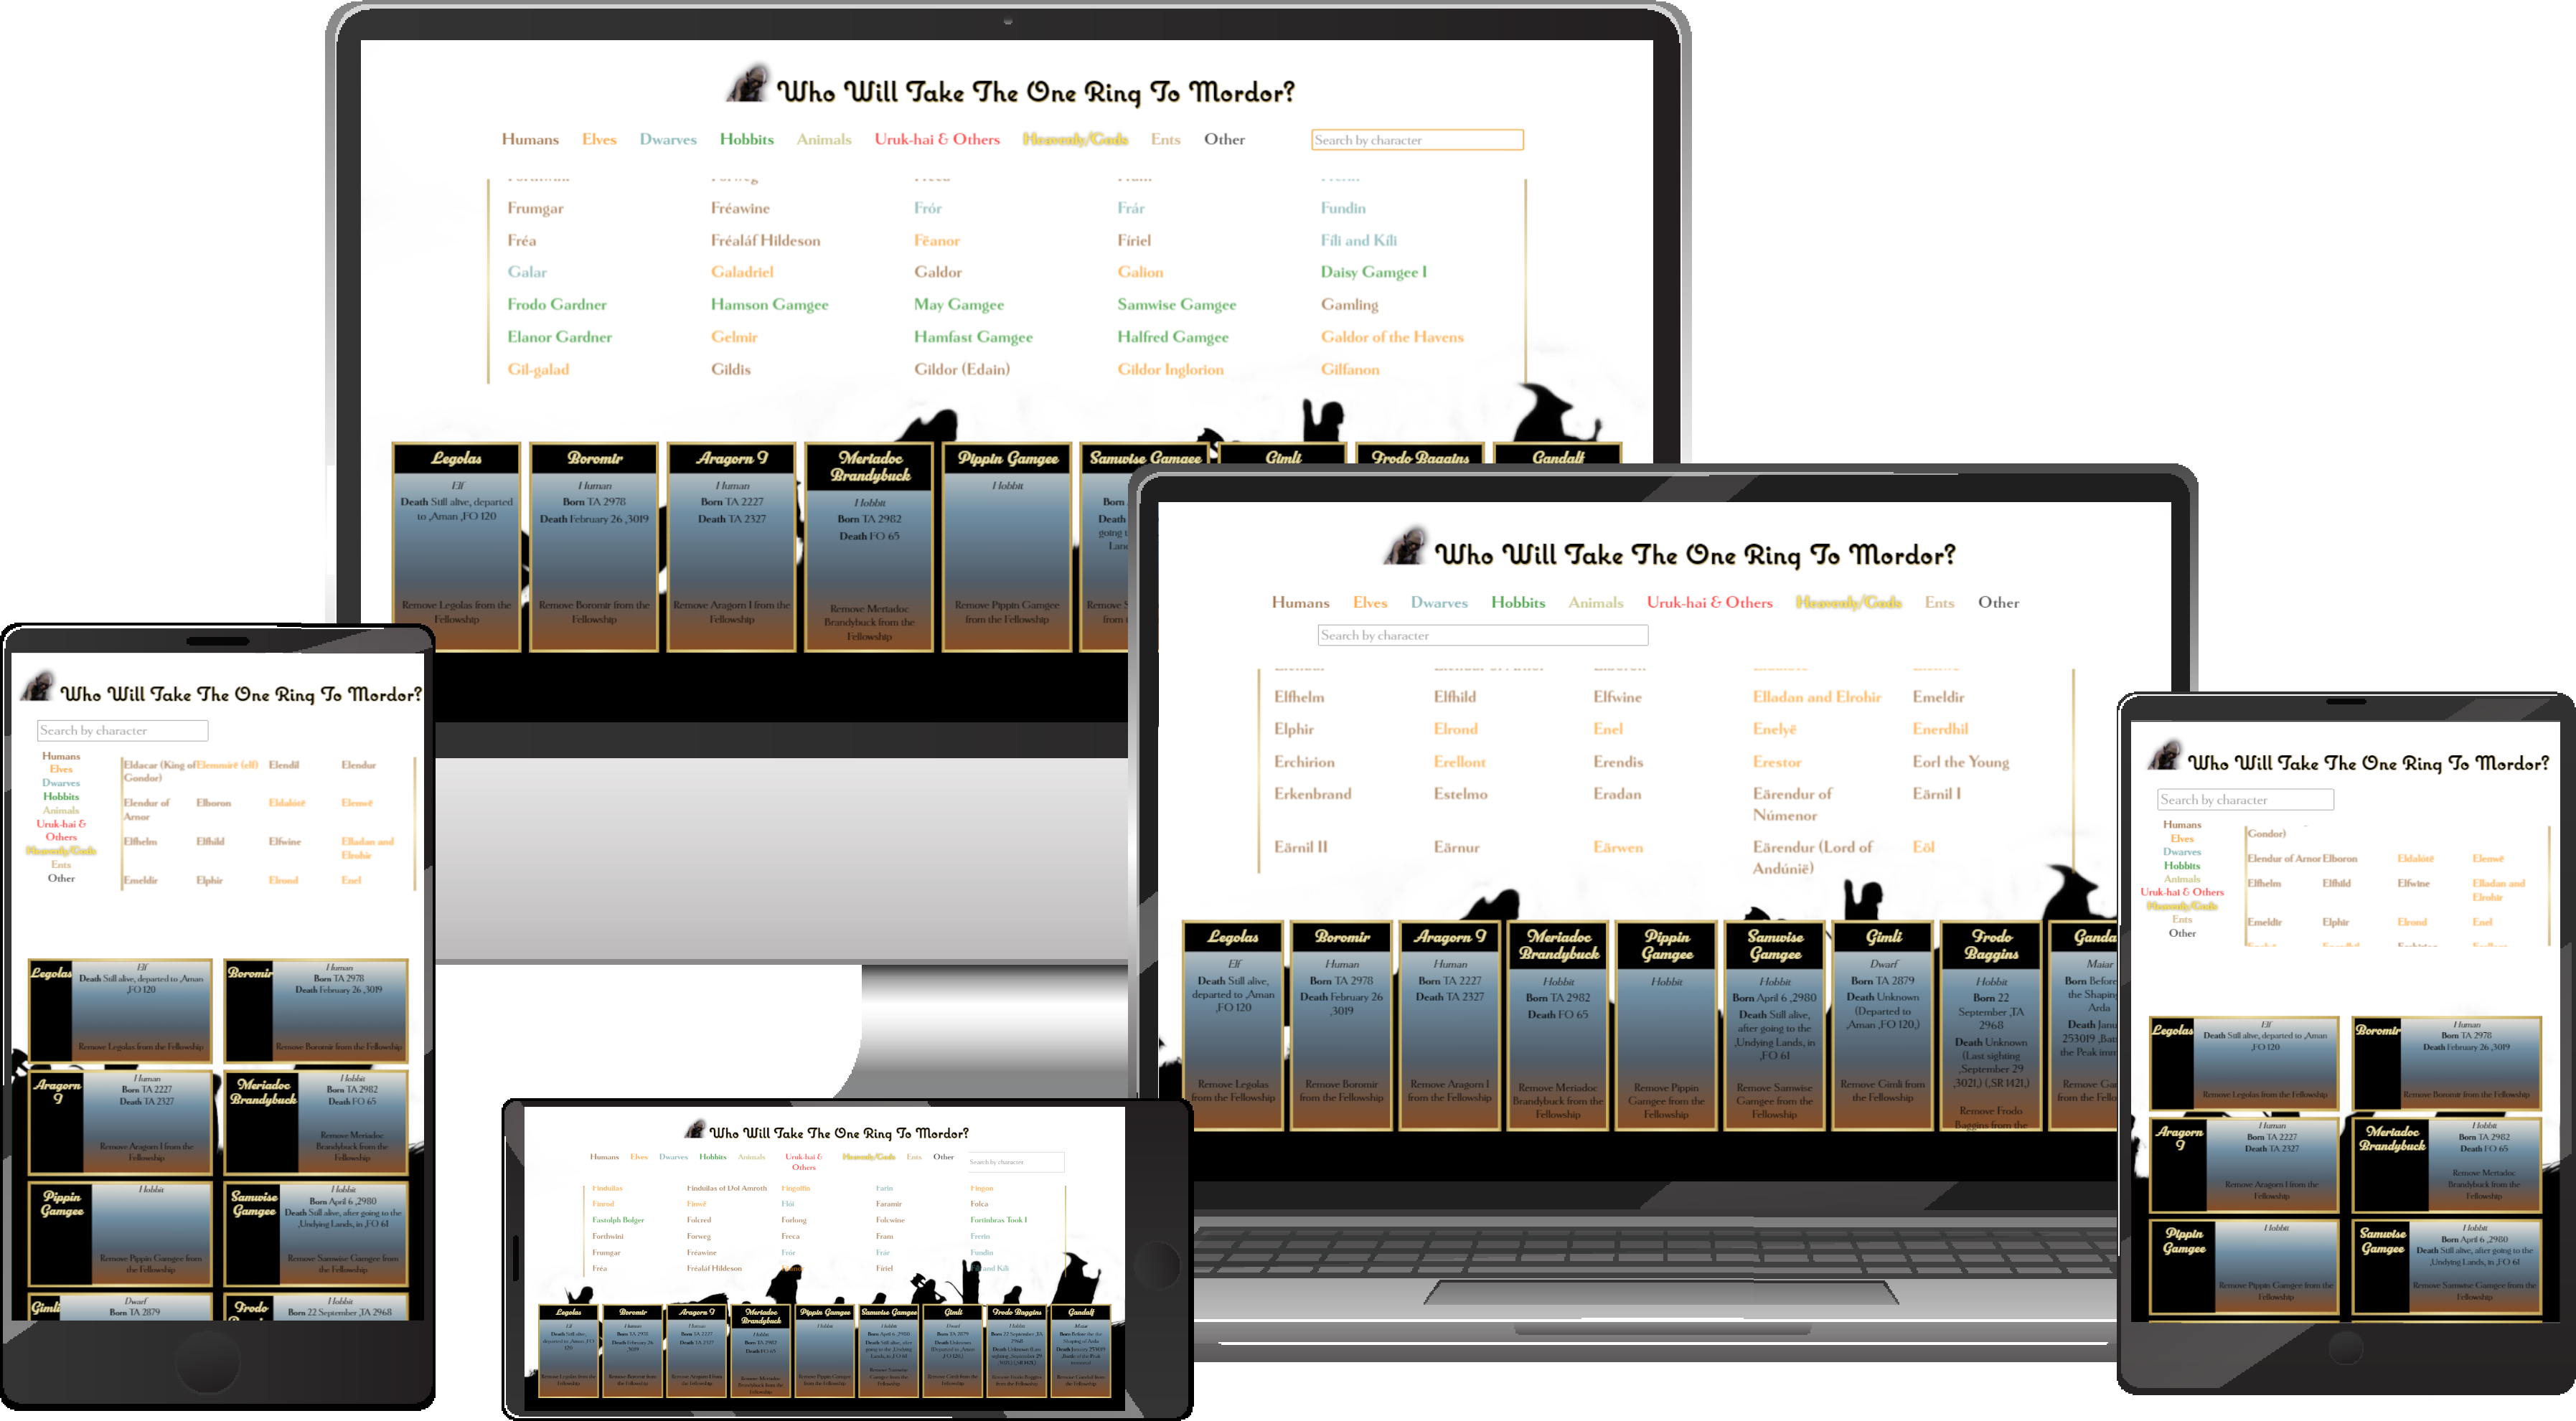 Who Will Take The One Ring To Mordor?
Humans Elves Dwarves Hobbits Animals Uruk-hai & Others Heavenly/Gods Ents Other Search by character
Frumgar Fréawine Frór Frár Fundin
Fréa Fréaláf Hildeson Fëanor Fíriel Fíli and Kíli
Galar Galadriel Galdor Galion Daisy Gamgee I
Frodo Gardner Hamson Gamgee May Gamgee Samwise Gamgee Gamling
Elanor Gardner Gelmir Hamfast Gamgee Halfred Gamgee Galdor of the Havens
Gil-galad Gildis Gildor (Edain) Gildor Inglorion Gilfanon
Legolas Boromir Aragorn I Meriadoc Brandybuck Pippin Gamgee Samwise Gamgee Gimli Frodo Baggins Gandalf
Elf
Death Still alive, departed
to ,Aman ,FO 120
Remove Legolas from the
Fellowship
Human
Born TA 2978
Death February 26 ,3019
Remove Boromir from the
Fellowship
Human
Born TA 2227
Death TA 2327
Remove Aragorn I from the
Fellowship
Hobbit
Born TA 2982
Death FO 65
Remove Meriadoc
Brandybuck from the
Fellowship
Hobbit
Remove Pippin Gamgee
from the Fellowship
Born
Death
going
Remove S
from
Who Will Take The One Ring To Mordor?
Humans Elves Dwarves Hobbits Animals Uruk-hai & Others Heavenly/Gods Ents Other
Search by character
Elfhelm Elfhild Elfwine Elladan and Elrohir Emeldir
Elphir Elrond Enel Enelyë Enerdhil
Erchirion Erellont Erendis Erestor Eorl the Young
Erkenbrand Estelmo Eradan Eärendur of Eärnil I
Númenor
Eärnil II Eärnur Eärwen Eärendur (Lord of Eöl
Andúnië)
Legolas
Elf
Death Still alive,
departed to ,Aman
,FO 120
Remove Legolas
from the Fellowship
Boromir
Human
Born TA 2978
Death February 26
,3019
Remove Boromir
from the Fellowship
Aragorn I
Human
Born TA 2227
Death TA 2327
Remove Aragorn I
from the Fellowship
Meriadoc
Brandybuck
Hobbit
Born TA 2982
Death FO 65
Remove Meriadoc
Brandybuck from the
Fellowship
Pippin
Gamgee
Hobbit
Remove Pippin
Gamgee from the
Fellowship
Samwise
Gamgee
Hobbit
Born April 6 ,2980
Death Still alive,
after going to the
,Undying Lands, in
,FO 61
Remove Samwise
Gamgee from the
Fellowship
Gimli
Dwarf
Born TA 2879
Death Unknown
(Departed to
,Aman ,FO 120,)
Remove Gimli from
the Fellowship
Frodo
Baggins
Hobbit
Born 22
September ,TA
2968
Death Unknown
(Last sighting
,September 29
,3021,) (,SR 1421,)
Remove Frodo
Baggins from the
Ganda
Maiar
Born Before
the Shaping
Arda
Death Janu
253019 ,Batt
the Peak imm
Remove Ga
from the Fello
Who Will Take The One Ring To Mordor?
Search by character
Humans
Elves
Dwarves
Hobbits
Animals
Uruk-hai &
Others
Heavenly/Gods
Ents
Other
Eldacar (King of Elemmírë (elf) Elendil Elendur
Gondor)
Elendur of Elboron Eldalótë Elenwë
Arnor
Elfhelm Elfhild Elfwine Elladan and
Elrohir
Emeldir Elphir Elrond Enel
Legolas
Elf
Death Still alive, departed to ,Aman
,FO 120
Remove Legolas from the Fellowship
Boromir
Human
Born TA 2978
Death February 26 ,3019
Remove Boromir from the Fellowship
Aragorn
I
Human
Born TA 2227
Death TA 2327
Remove Aragorn I from the
Fellowship
Meriadoc
Brandybuck
Hobbit
Born TA 2982
Death FO 65
Remove Meriadoc
Brandybuck from the
Fellowship
Pippin
Gamgee
Hobbit
Remove Pippin Gamgee from
the Fellowship
Samwise
Gamgee
Hobbit
Born April 6 ,2980
Death Still alive, after going to the
,Undying Lands, in ,FO 61
Remove Samwise Gamgee from
the Fellowship
Gimli
Dwarf
Born TA 2879
Frodo
Hobbit
Born 22 September ,TA 2968
Who Will Take The One Ring To Mordor?
Humans Elves Dwarves Hobbits Animals Uruk-hai & Heavenly/Gods Ents Other Search by character
Others
Finduilas Finduilas of Dol Amroth Fingolfin Farin Fingon
Finrod Finwë Flói Faramir Folca
Fastolph Bolger Folcred Forlong Folcwine Fortinbras Took I
Forthwini Forweg Freca Fram Frerin
Frumgar Fréawine Frór Frár Fundin
Fréa Fréaláf Hildeson Fíriel and Kíli
Legolas Boromir Aragorn I Meriadoc Brandybuck Pippin Gamgee Samwise Gamgee Gimli Frodo Baggins Gandalf
Who Will Take The One Ring To Mordor?
Search by character
Humans
Elves
Dwarves
Hobbits
Animals
Uruk-hai & Others
Heavenly/Gods
Ents
Other
Gondor)
Elendur of Arnor Elboron Eldalótë Elenwë
Elfhelm Elfhild Elfwine Elladan and
Elrohir
Emeldir Elphir Elrond Enel
Legolas
Elf
Death Still alive, departed to ,Aman
,FO 120
Remove Legolas from the Fellowship
Boromir
Human
Born TA 2978
Death February 26 ,3019
Remove Boromir from the Fellowship
Aragorn
I
Human
Born TA 2227
Death TA 2327
Remove Aragorn I from the
Fellowship
Meriadoc
Brandybuck
Hobbit
Born TA 2982
Death FO 65
Remove Meriadoc
Brandybuck from the
Fellowship
Pippin
Gamgee
Hobbit
Remove Pippin Gamgee from the
Fellowship
Samwise
Gamgee
Hobbit
Born April 6 ,2980
Death Still alive, after going to the
,Undying Lands, in ,FO 61
Remove Samwise Gamgee from the
Fellowship